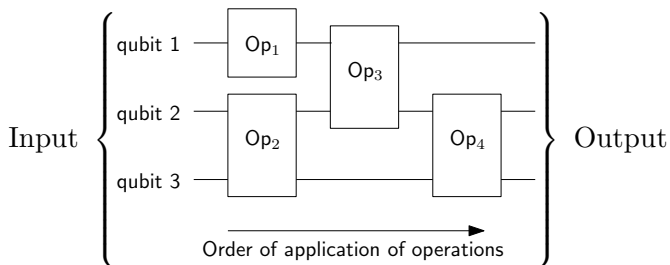 qubit 1
Op₁
Op₃
Input
qubit 2
Op₂
Op₄
Output
qubit 3
Order of application of operations